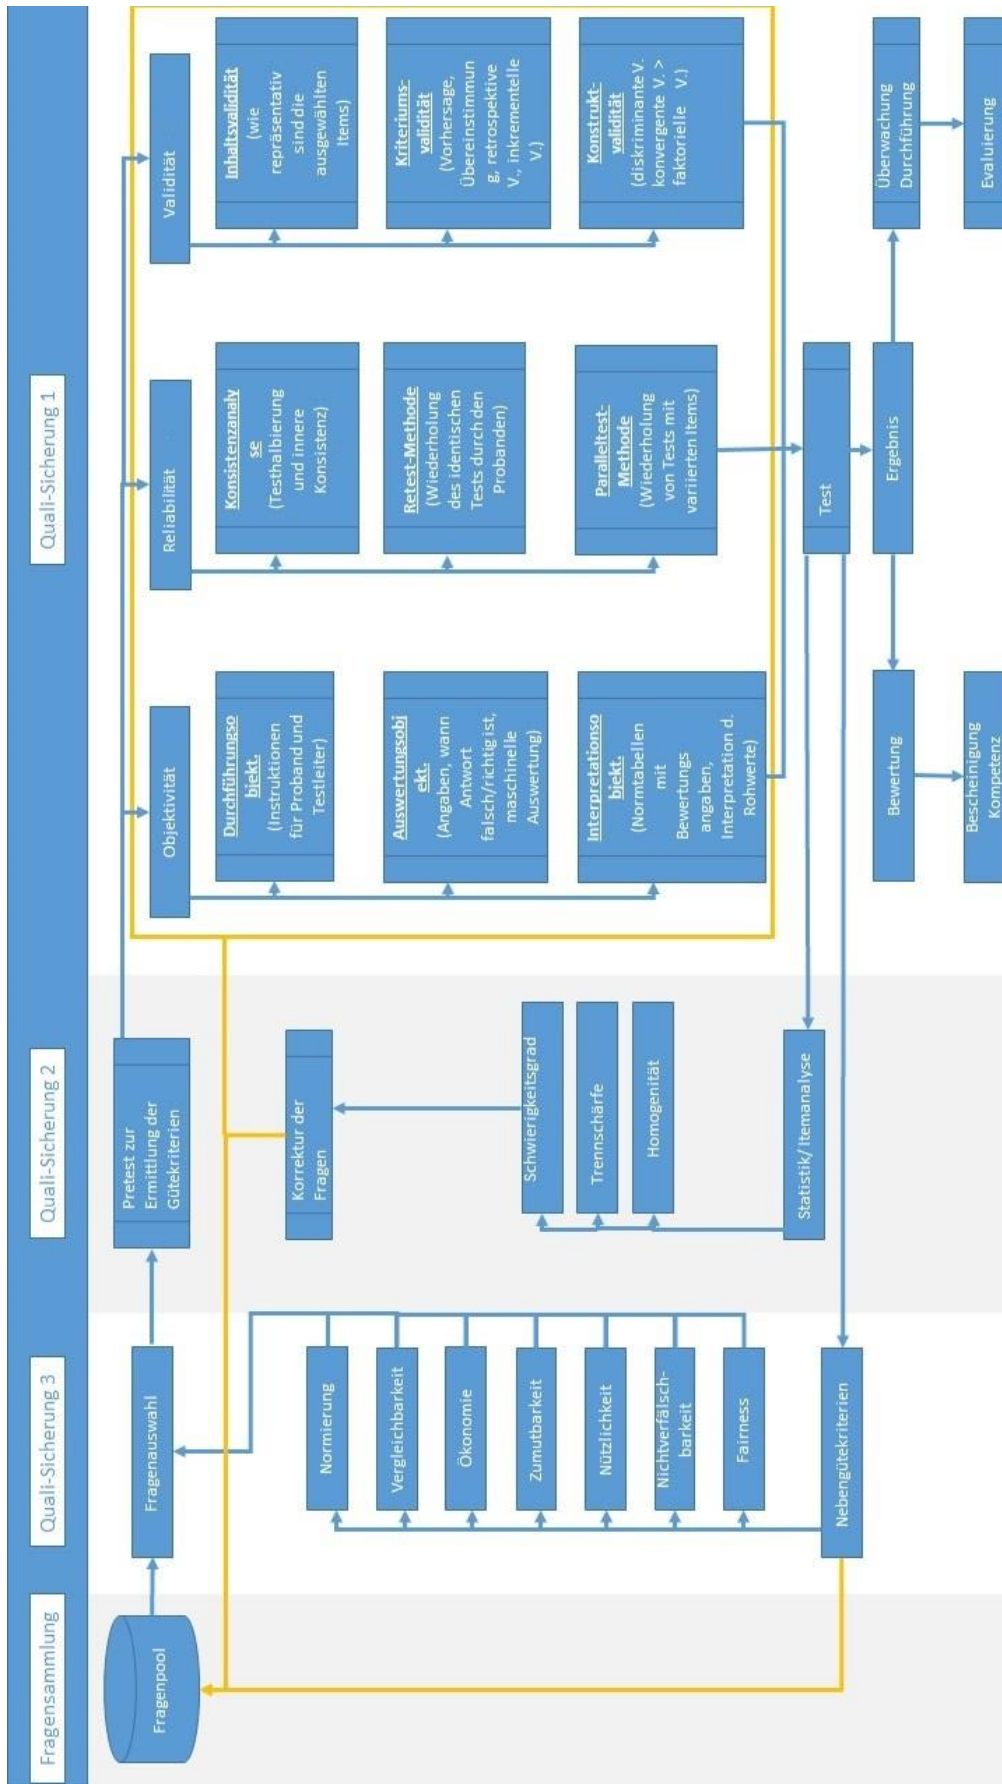 Fragensammlung
Quali-Sicherung 3
Quali-Sicherung 2
Quali-Sicherung 1
Fragenpool
Fragenauswahl
Normierung
Vergleichbarkeit
Ökonomie
Zumutbarkeit
Nützlichkeit
Nichtverfälsch-
barkeit
Fairness
Nebengütekriterien
Pretest zur
Ermittlung der
Gütekriterien
Korrektur der
Fragen
Schwierigkeitsgrad
Trennschärfe
Homogenität
Statistik/Itemanalyse
Objektivität
Durchführungso
bjekt.
(Instruktionen
für Proband und
Testleiter)
Auswertungsobj
ekt.
(Angaben, wann
Antwort
falsch/richtig ist,
maschinelle
Auswertung)
Interpretationso
bjekt.
(Normtabellen
mit
Bewertungs
angaben,
Interpretation d.
Rohwerte)
Reliabilität
Konsistenzanaly
se
(Testhalbierung
und innere
Konsistenz)
Retest-Methode
(Wiederholung
des identischen
Tests durch den
Probanden)
Paralleltest-
Methode
(Wiederholung
von Tests mit
variierten Items)
Validität
Inhaltsvalidität
(wie
repräsentativ
sind die
ausgewählten
Items)
Kriteriums-
validität
(Vorhersage,
Übereinstimmun
g, retrospektive
V., inkrementelle
V.)
Konstrukt-
validität
(diskriminante V.
konvergente V. >
faktorielle V.)
Test
Ergebnis
Bewertung
Bescheinigung
Kompetenz
Überwachung
Durchführung
Evaluierung